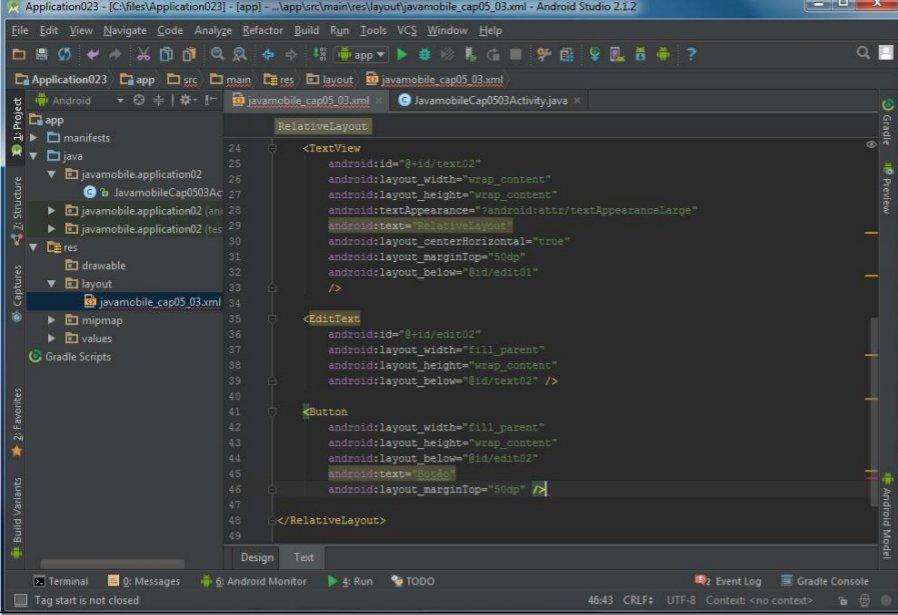 Application023 - [C:\files\Application023] - [app] - ...\app\src\main\res\layout\javamobile_cap05_03.xml - Android Studio 2.1.2
File Edit View Navigate Code Analyze Refactor Build Run Tools VCS Window Help
app
Application023 app src main res layout javamobile_cap05_03.xml
1: Project
Z: Structure
Captures
2: Favorites
Build Variants
Android
app
manifests
java
javamobile.application02
JavamobileCap0503Ac
javamobile.application02 (an
javamobile.application02 (tes
res
drawable
layout
javamobile_cap05_03.xml
mipmap
values
Gradle Scripts
javamobile_cap05_03.xml JavamobileCap0503Activity.java
RelativeLayout
24 <TextView
25 android:id="@+id/text02"
26 android:layout_width="wrap_content"
27 android:layout_height="wrap_content"
28 android:textAppearance="?android:attr/textAppearanceLarge"
29 android:text="RelativeLayout"
30 android:layout_centerHorizontal="true"
31 android:layout_marginTop="50dp"
32 android:layout_below="@id/edit01"
33 />
34
35 <EditText
36 android:id="@+id/edit02"
37 android:layout_width="fill_parent"
38 android:layout_height="wrap_content"
39 android:layout_below="@id/text02" />
40
41 <Button
42 android:layout_width="fill_parent"
43 android:layout_height="wrap_content"
44 android:layout_below="@id/edit02"
45 android:text="Botão"
46 android:layout_marginTop="50dp" />
47
48 </RelativeLayout>
49
Design Text
Gradle
Preview
Android Model
Terminal 0: Messages 6: Android Monitor 4: Run TODO 2 Event Log Gradle Console
Tag start is not closed 46:43 CRLF UTF-8 Context: <no context>